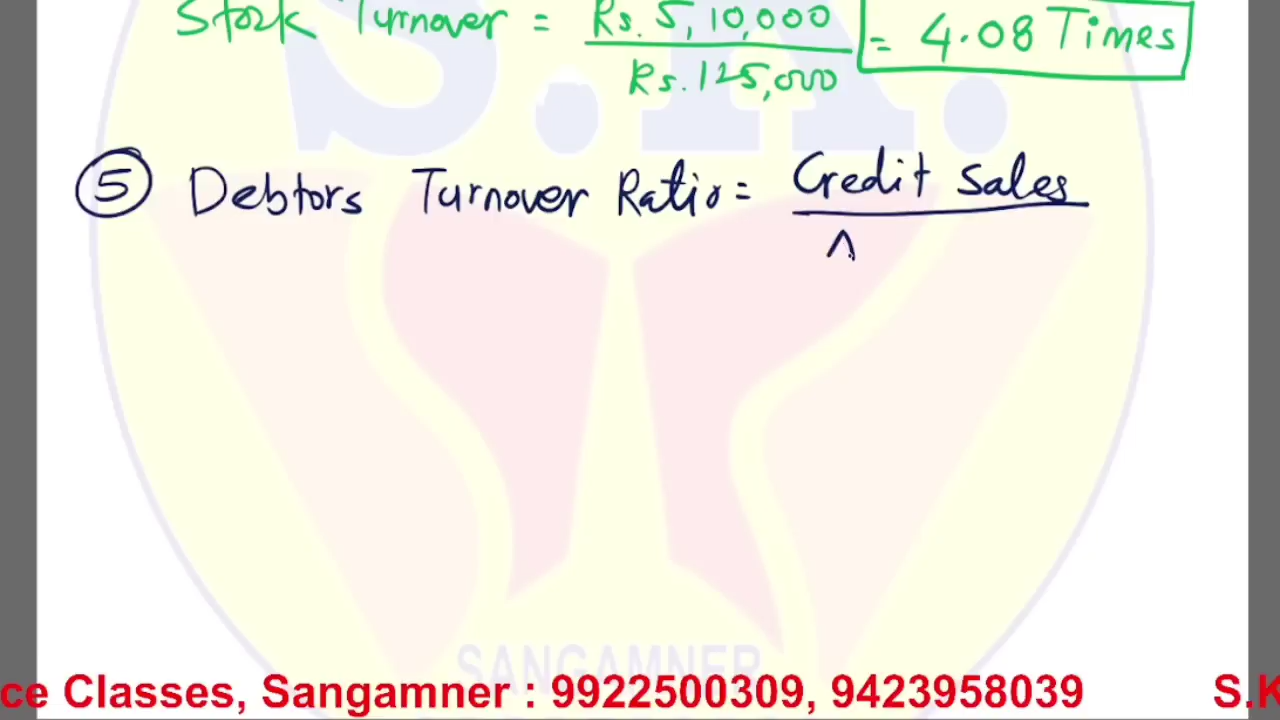 Stock Turnover = Rs. 5,10,000 = 4.08 Times
Rs. 125,000
5 Debtors Turnover Ratio = Credit Sales
S.K.
SANGAMNER
ce Classes, Sangamner : 9922500309, 9423958039 S.K